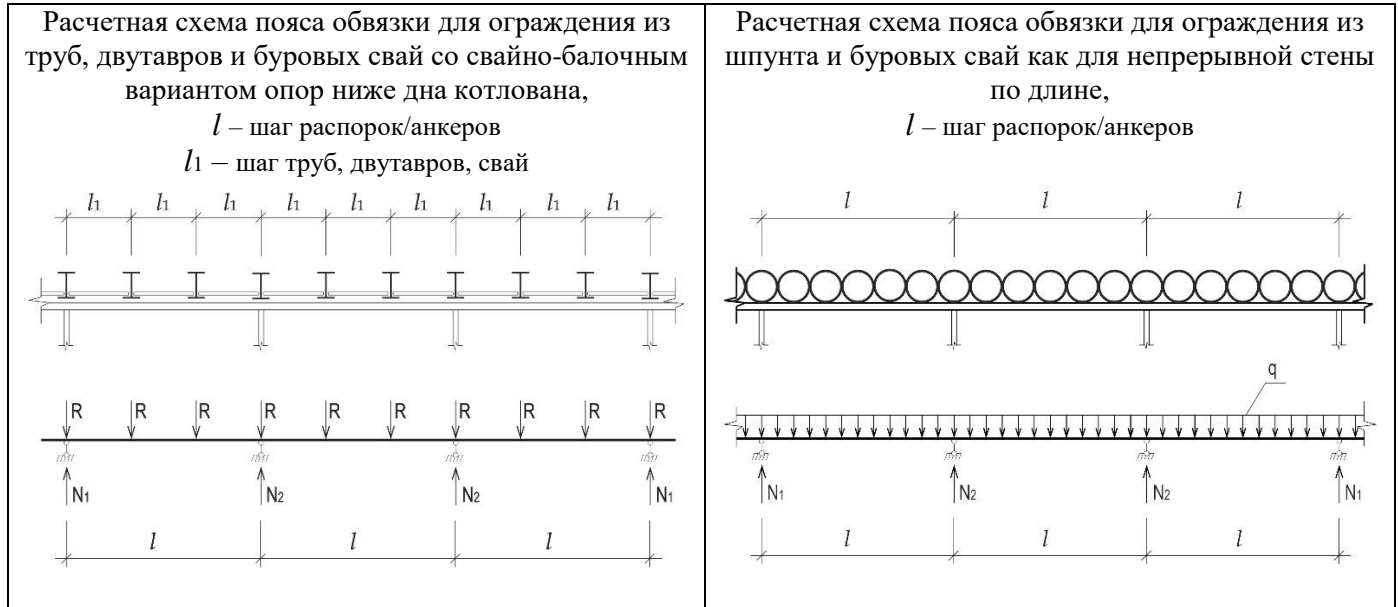 Расчетная схема пояса обвязки для ограждения из
труб, двутавров и буровых свай со свайно-балочным
вариантом опор ниже дна котлована,
l – шаг распорок/анкеров
l1 – шаг труб, двутавров, свай
l1 l1 l1 l1 l1 l1 l1 l1 l1
R R R R R R R R R R
N1 N2 N2 N1
l l l
Расчетная схема пояса обвязки для ограждения из
шпунта и буровых свай как для непрерывной стены
по длине,
l – шаг распорок/анкеров
l l l
q
N1 N2 N2 N1
l l l